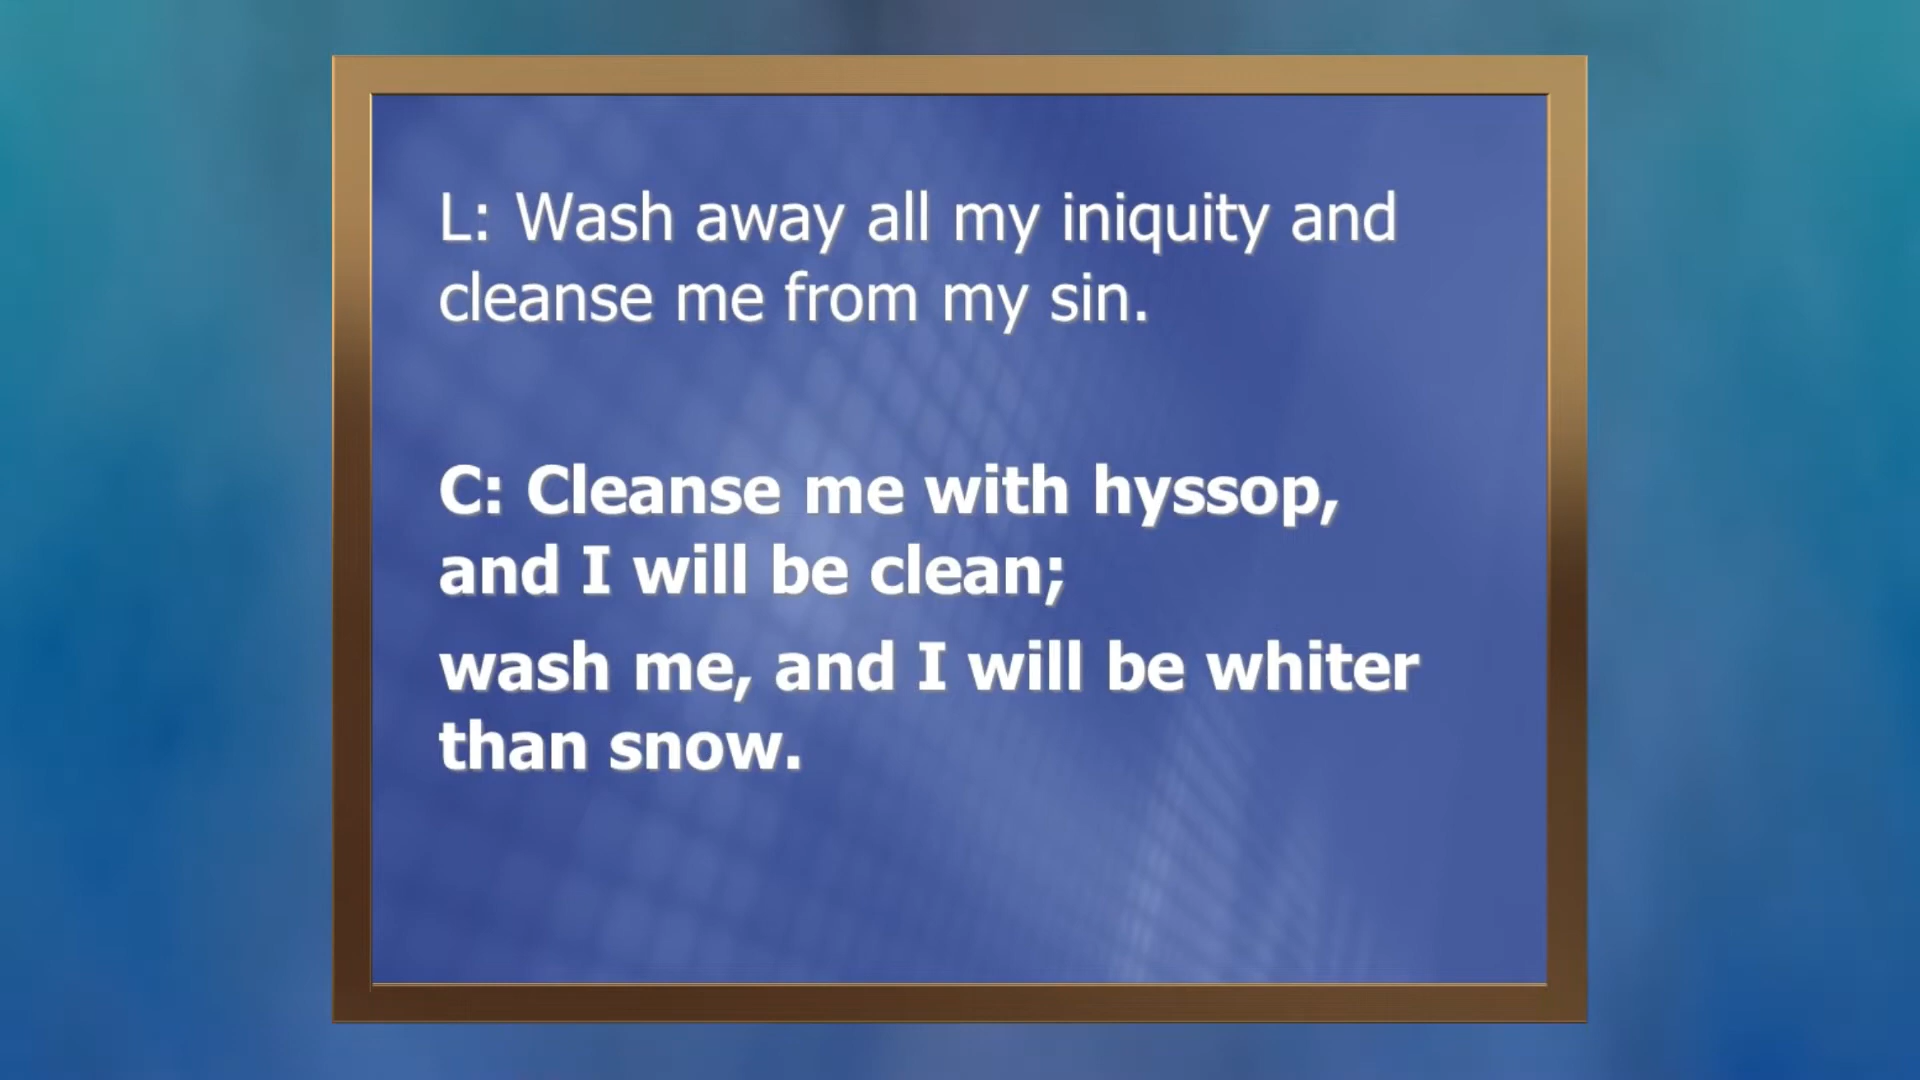 L: Wash away all my iniquity and
cleanse me from my sin.
C: Cleanse me with hyssop,
and I will be clean;
wash me, and I will be whiter
than snow.